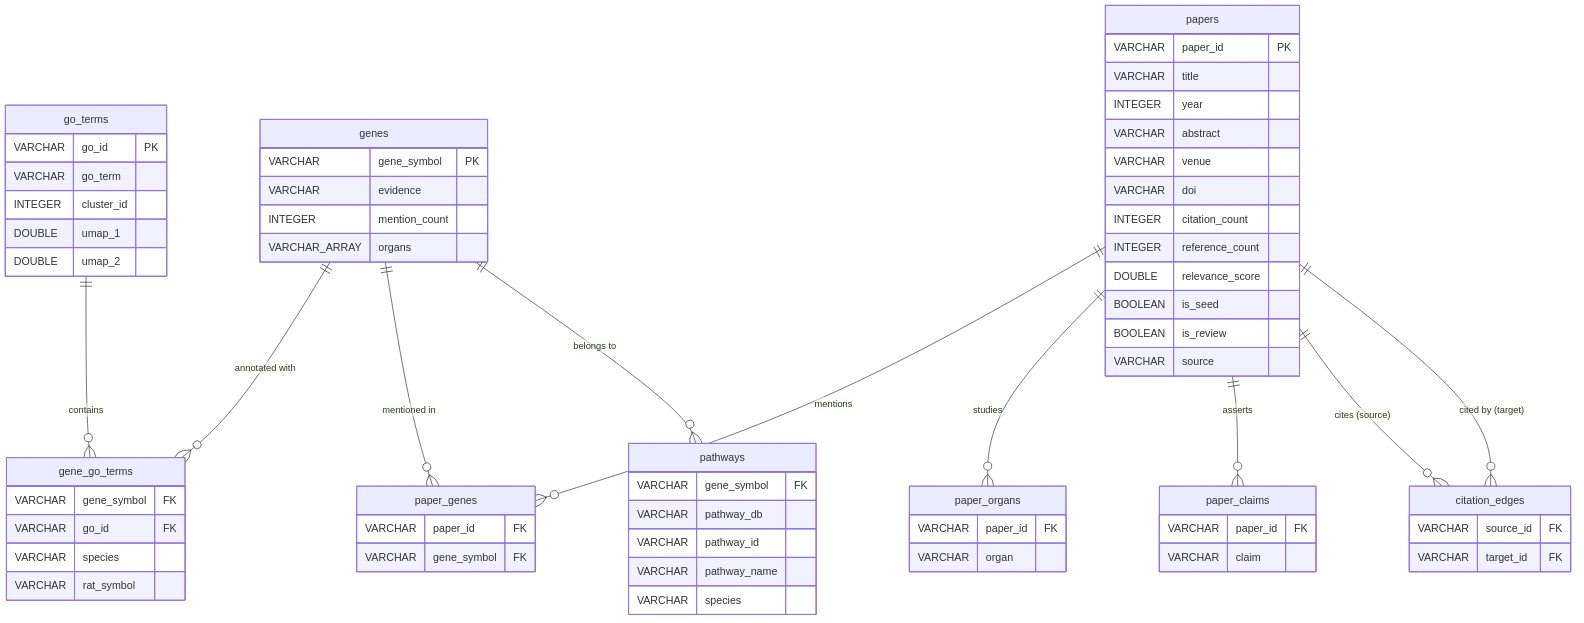 papers
VARCHAR paper_id PK
VARCHAR title
INTEGER year
VARCHAR abstract
VARCHAR venue
VARCHAR doi
INTEGER citation_count
INTEGER reference_count
DOUBLE relevance_score
BOOLEAN is_seed
BOOLEAN is_review
VARCHAR source
go_terms
VARCHAR go_id PK
VARCHAR go_term
INTEGER cluster_id
DOUBLE umap_1
DOUBLE umap_2
genes
VARCHAR gene_symbol PK
VARCHAR evidence
INTEGER mention_count
VARCHAR_ARRAY organs
contains
annotated with
mentioned in
belongs to
mentions
studies
asserts
cites (source)
cited by (target)
gene_go_terms
VARCHAR gene_symbol FK
VARCHAR go_id FK
VARCHAR species
VARCHAR rat_symbol
paper_genes
VARCHAR paper_id FK
VARCHAR gene_symbol FK
pathways
VARCHAR gene_symbol FK
VARCHAR pathway_db
VARCHAR pathway_id
VARCHAR pathway_name
VARCHAR species
paper_organs
VARCHAR paper_id FK
VARCHAR organ
paper_claims
VARCHAR paper_id FK
VARCHAR claim
citation_edges
VARCHAR source_id FK
VARCHAR target_id FK